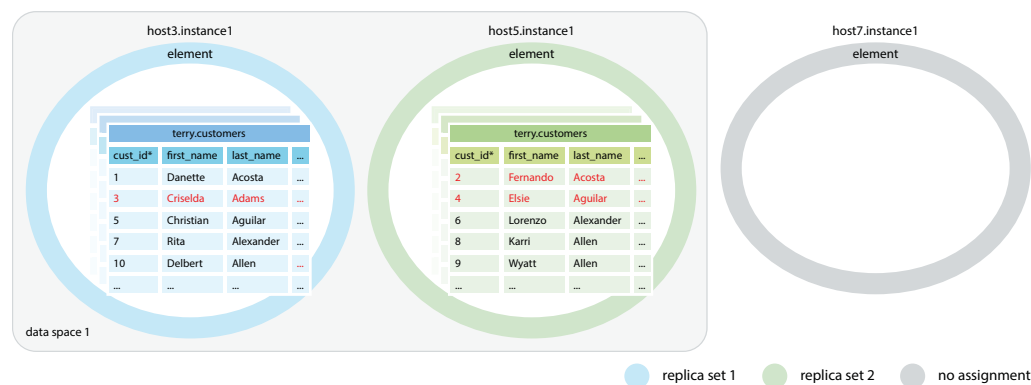 host3.instance1
host5.instance1
host7.instance1
element
element
element
terry.customers
cust_id* first_name last_name ...
1 Danette Acosta ...
3 Criselda Adams ...
5 Christian Aguilar ...
7 Rita Alexander ...
10 Delbert Allen ...
... ... ... ...
terry.customers
cust_id* first_name last_name ...
2 Fernando Acosta ...
4 Elsie Aguilar ...
6 Lorenzo Alexander ...
8 Karri Allen ...
9 Wyatt Allen ...
... ... ... ...
data space 1
replica set 1
replica set 2
no assignment